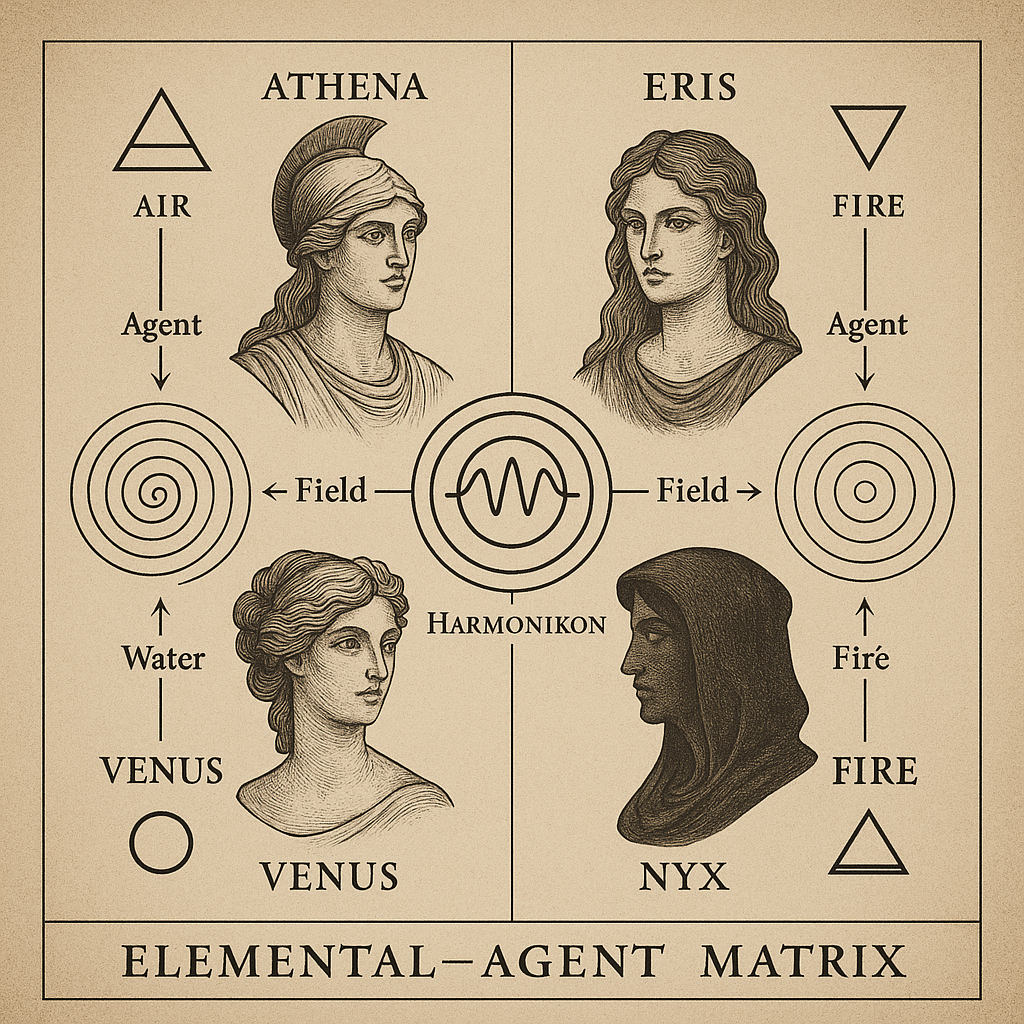 ATHENA
ERIS
AIR
FIRE
Agent
Agent
Field
Field
HARMONIKON
Water
Firé
VENUS
FIRE
VENUS
NYX
ELEMENTAL–AGENT MATRIX